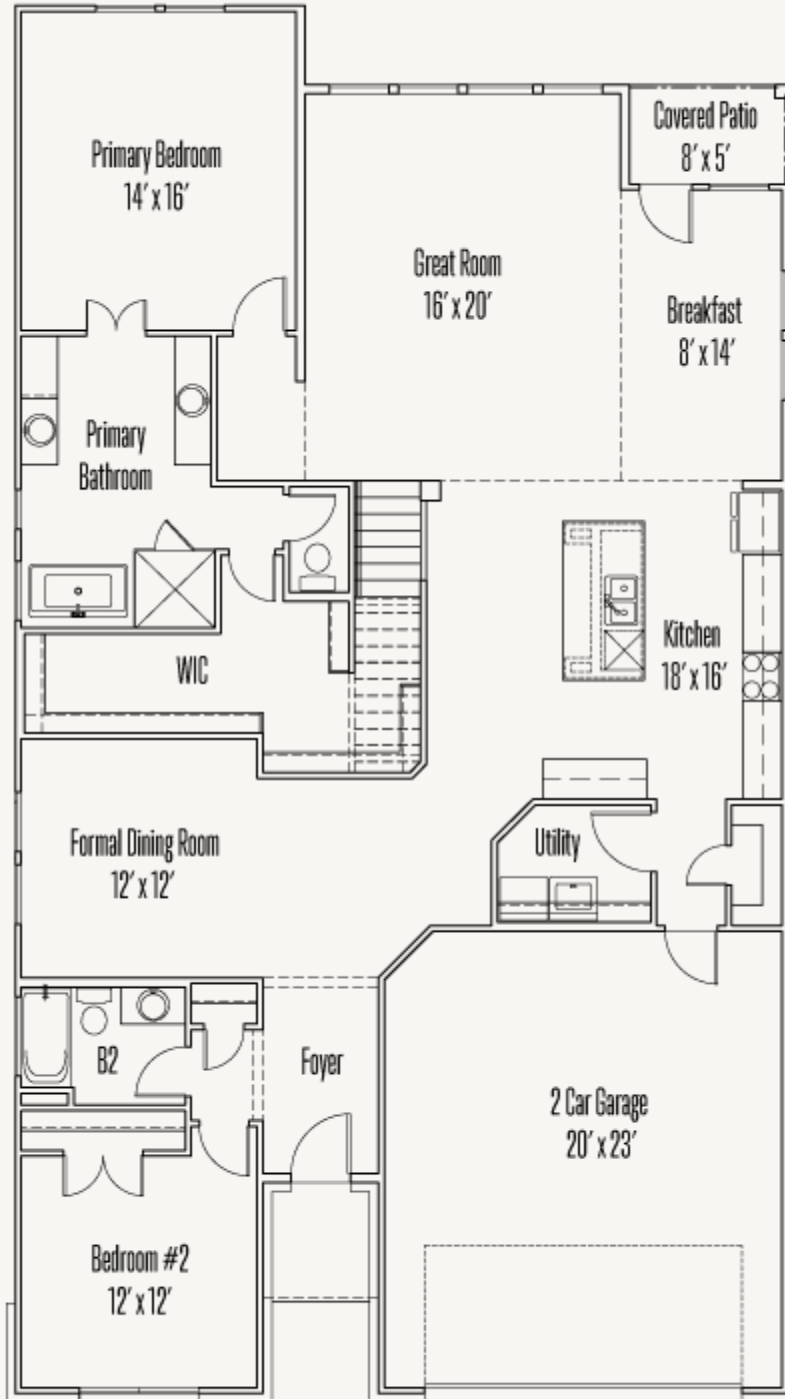 Covered Patio
8' x 5'
Primary Bedroom
14' x 16'
Great Room
16' x 20'
Breakfast
8' x 14'
Primary
Bathroom
Kitchen
18' x 16'
WIC
Formal Dining Room
12' x 12'
Utility
B2
Foyer
2 Car Garage
20' x 23'
Bedroom #2
12' x 12'